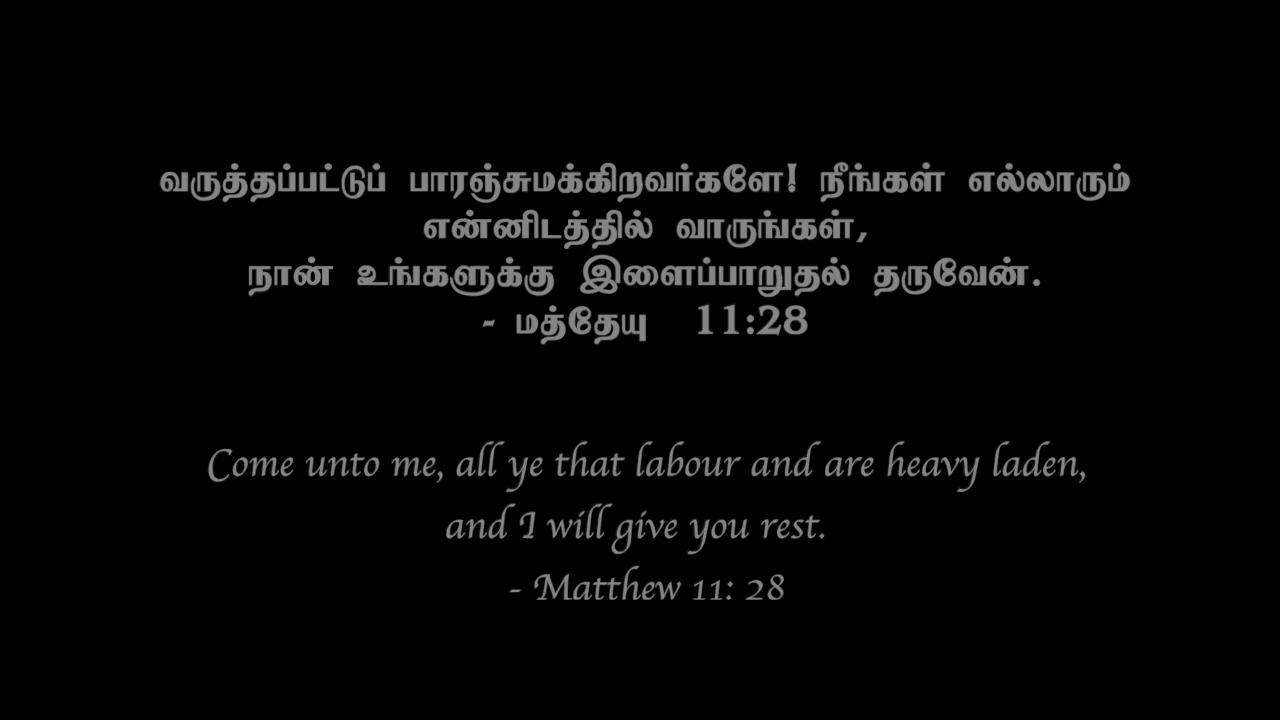 வருத்தப்பட்டுப் பாரஞ்சுமக்கிறவர்களே! நீங்கள் எல்லாரும்
என்னிடத்தில் வாருங்கள்,
நான் உங்களுக்கு இளைப்பாறுதல் தருவேன்.
- மத்தேயு 11:28
Come unto me, all ye that labour and are heavy laden,
and I will give you rest.
- Matthew 11: 28